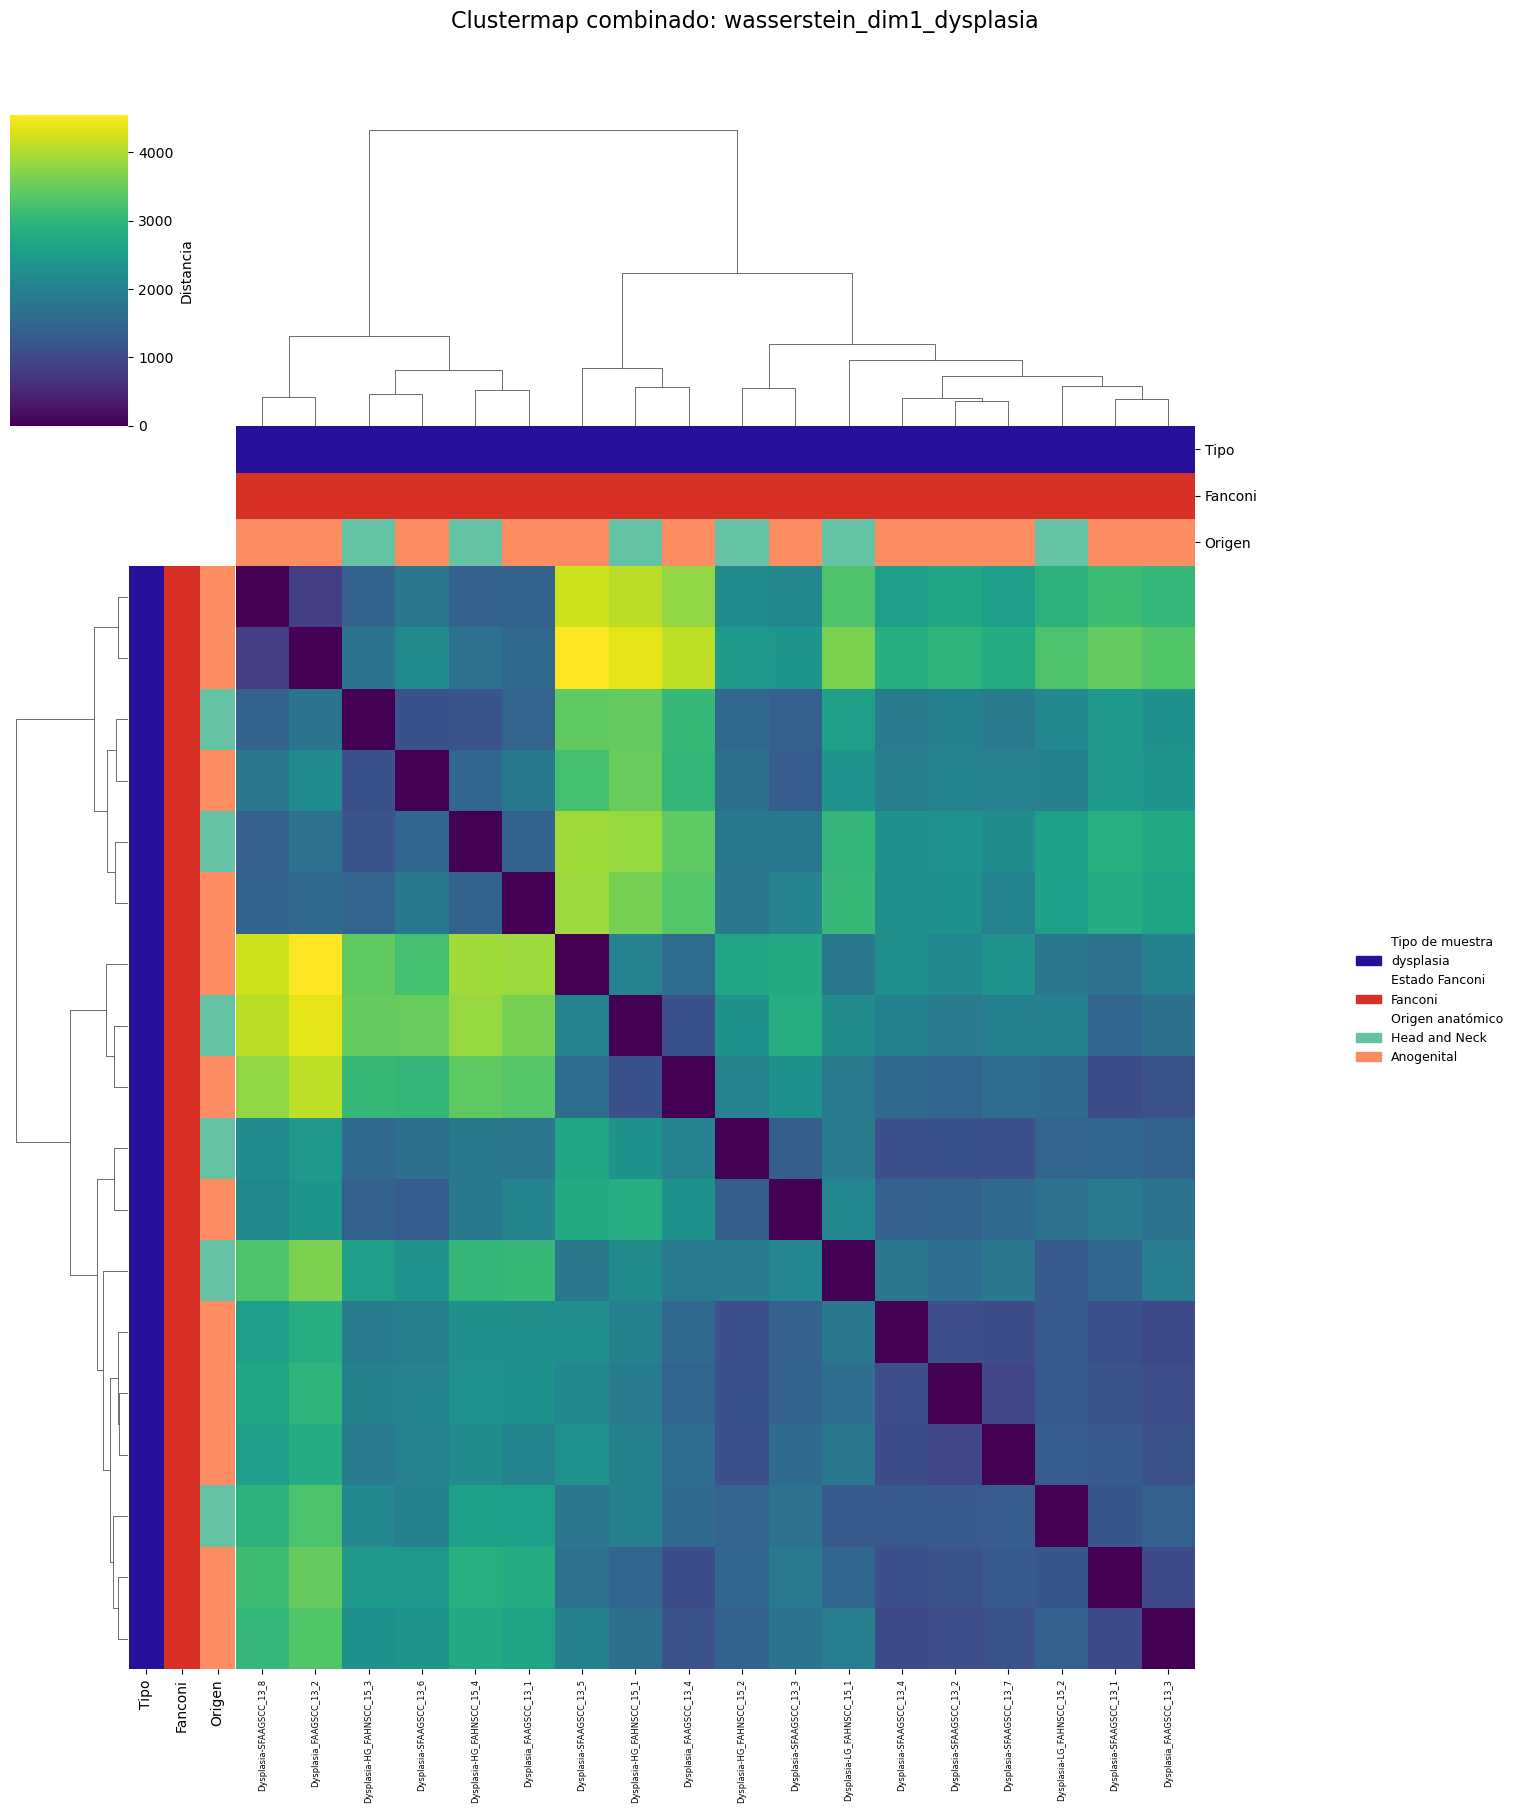 Clustermap combinado: wasserstein_dim1_dysplasia
4000
3000
2000
1000
0
Distancia
Tipo
Fanconi
Origen
Tipo de muestra
dysplasia
Estado Fanconi
Fanconi
Origen anatómico
Head and Neck
Anogenital
Tipo
Fanconi
Origen
Dysplasia-SFAAGSCC_13_8
Dysplasia_FAAGSCC_13_2
Dysplasia-HG_FAHNSCC_15_3
Dysplasia-SFAAGSCC_13_6
Dysplasia-HG_FAHNSCC_15_4
Dysplasia_FAAGSCC_13_1
Dysplasia-SFAAGSCC_13_5
Dysplasia-HG_FAHNSCC_15_1
Dysplasia_FAAGSCC_13_4
Dysplasia-HG_FAHNSCC_15_2
Dysplasia-SFAAGSCC_13_3
Dysplasia-LG_FAHNSCC_15_1
Dysplasia-SFAAGSCC_13_4
Dysplasia-SFAAGSCC_13_2
Dysplasia-SFAAGSCC_13_7
Dysplasia-LG_FAHNSCC_15_2
Dysplasia-SFAAGSCC_13_1
Dysplasia_FAAGSCC_13_3